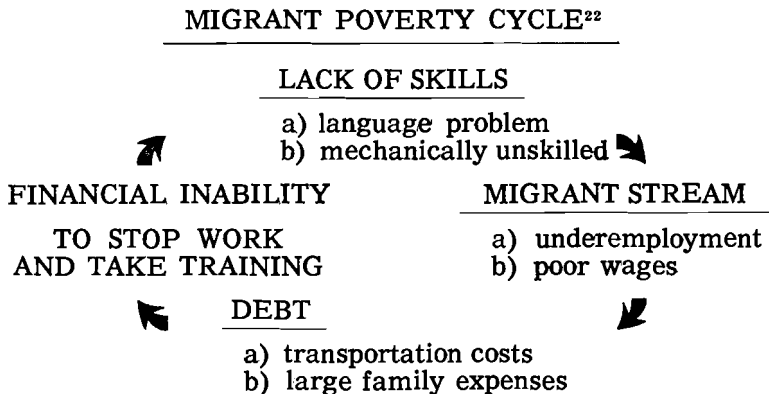 MIGRANT POVERTY CYCLE²²
LACK OF SKILLS
a) language problem
b) mechanically unskilled
MIGRANT STREAM
a) underemployment
b) poor wages
DEBT
a) transportation costs
b) large family expenses
FINANCIAL INABILITY
TO STOP WORK
AND TAKE TRAINING